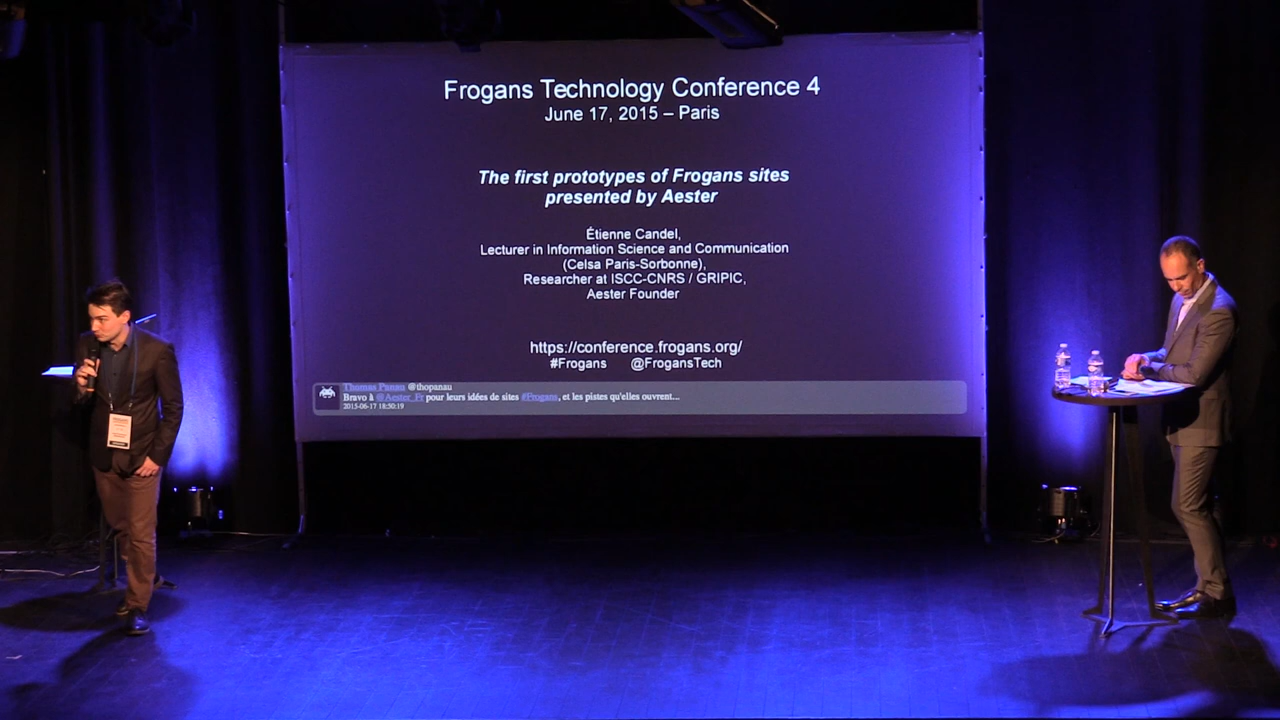 Frogans Technology Conference 4
June 17, 2015 – Paris
The first prototypes of Frogans sites
presented by Aester
Étienne Candel,
Lecturer in Information Science and Communication
(Celsa Paris-Sorbonne),
Researcher at ISCC-CNRS / GRIPIC,
Aester Founder
https://conference.frogans.org/
#Frogans @FrogansTech
Thomas Panau @thopanau
Bravo à @Aester_Fr pour leurs idées de sites #Frogans, et les pistes qu'elles ouvrent...
2015-06-17 18:50:19